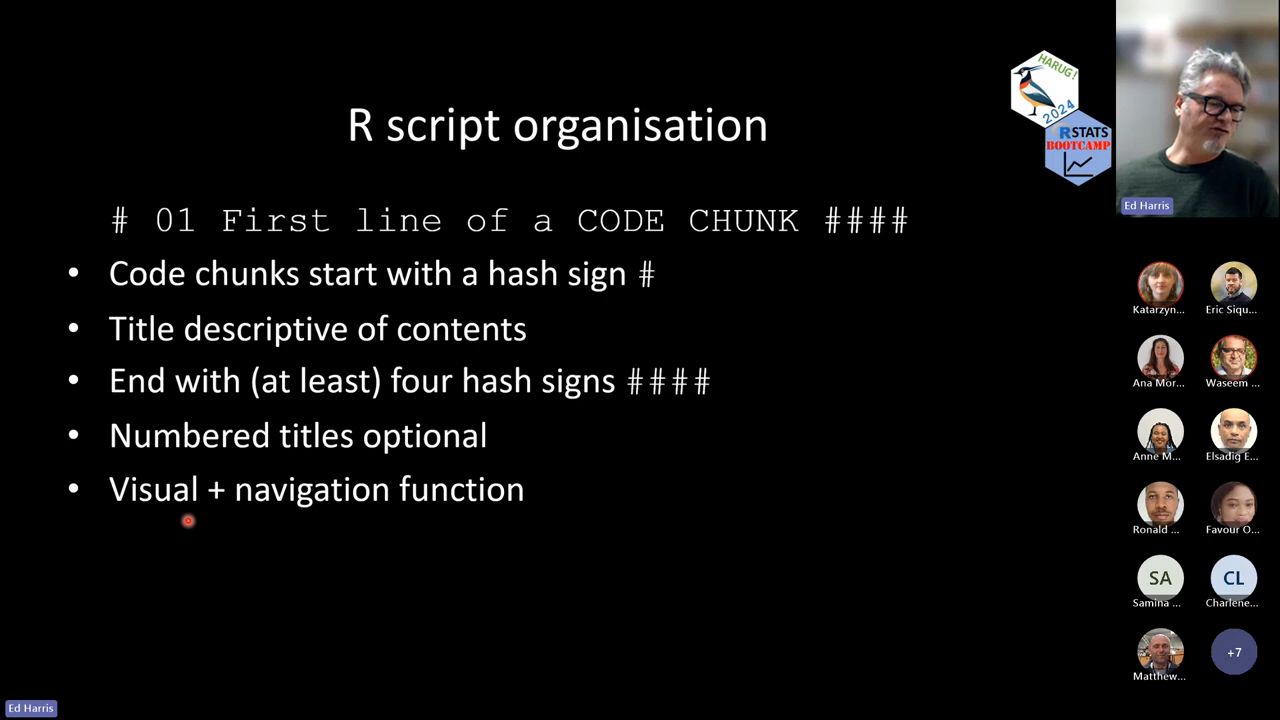 R script organisation
# 01 First line of a CODE CHUNK ####
• Code chunks start with a hash sign #
• Title descriptive of contents
• End with (at least) four hash signs ####
• Numbered titles optional
• Visual + navigation function
HARUG!
2024
RSTATS
BOOTCAMP
Ed Harris
Katarzyn...
Eric Siqu...
Ana Mor...
Waseem ...
Anne M...
Elsadig E...
Ronald ...
Favour O...
SA
CL
Samina ...
Charlene...
Matthew...
+7
Ed Harris